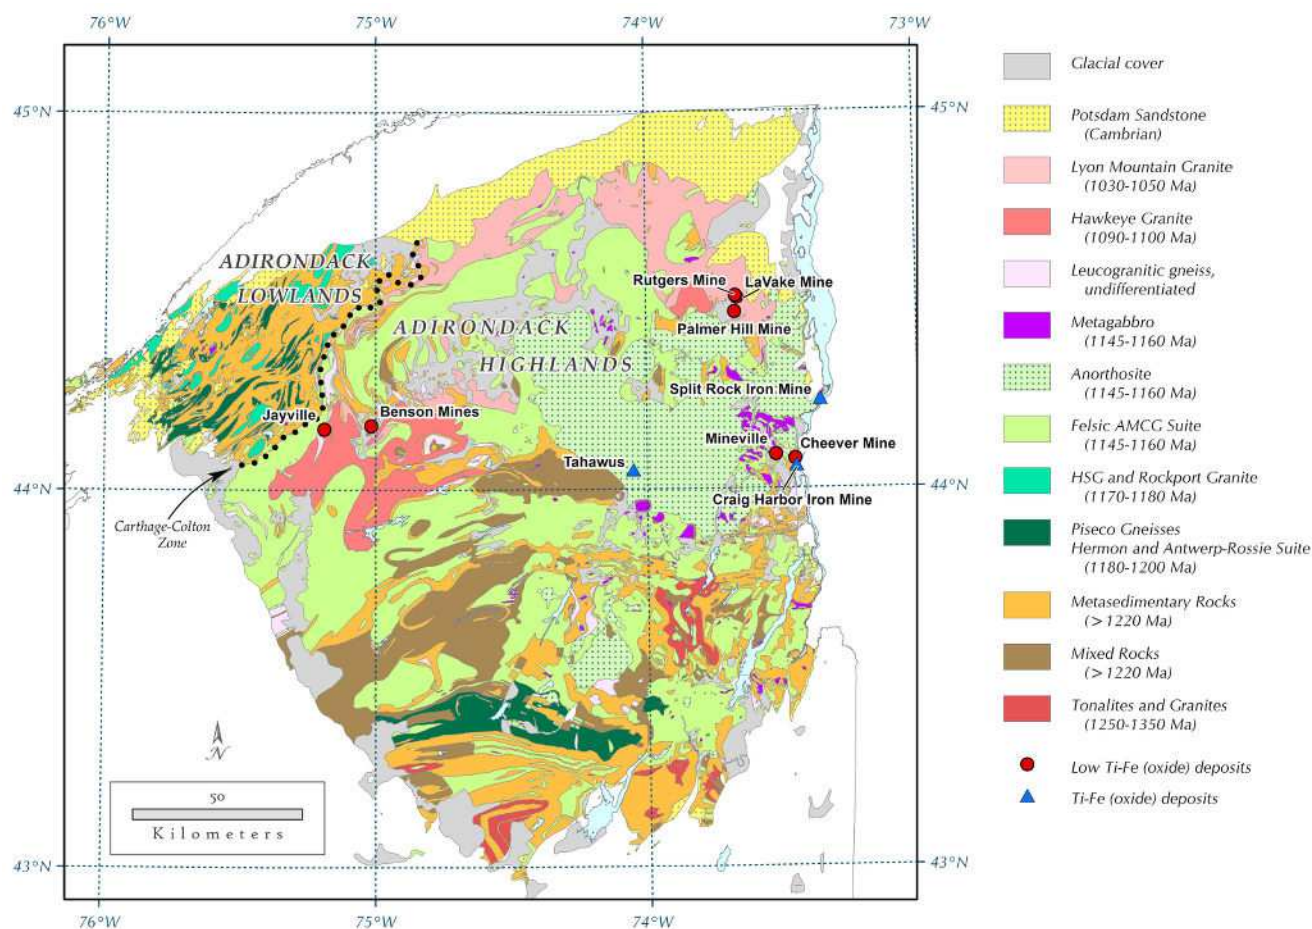 76°W
75°W
74°W
73°W
45°N
45°N
44°N
44°N
43°N
43°N
76°W
75°W
74°W
ADIRONDACK
LOWLANDS
ADIRONDACK
HIGHLANDS
Rutgers Mine
LaVake Mine
Palmer Hill Mine
Split Rock Iron Mine
Jayville
Benson Mines
Mineville
Cheever Mine
Tahawus
Craig Harbor Iron Mine
Carthage-Colton
Zone
N
50
Kilometers
Glacial cover
Potsdam Sandstone
(Cambrian)
Lyon Mountain Granite
(1030-1050 Ma)
Hawkeye Granite
(1090-1100 Ma)
Leucogranitic gneiss,
undifferentiated
Metagabbro
(1145-1160 Ma)
Anorthosite
(1145-1160 Ma)
Felsic AMCG Suite
(1145-1160 Ma)
HSG and Rockport Granite
(1170-1180 Ma)
Piseco Gneisses
Hermon and Antwerp-Rossie Suite
(1180-1200 Ma)
Metasedimentary Rocks
(>1220 Ma)
Mixed Rocks
(>1220 Ma)
Tonalites and Granites
(1250-1350 Ma)
Low Ti-Fe (oxide) deposits
Ti-Fe (oxide) deposits